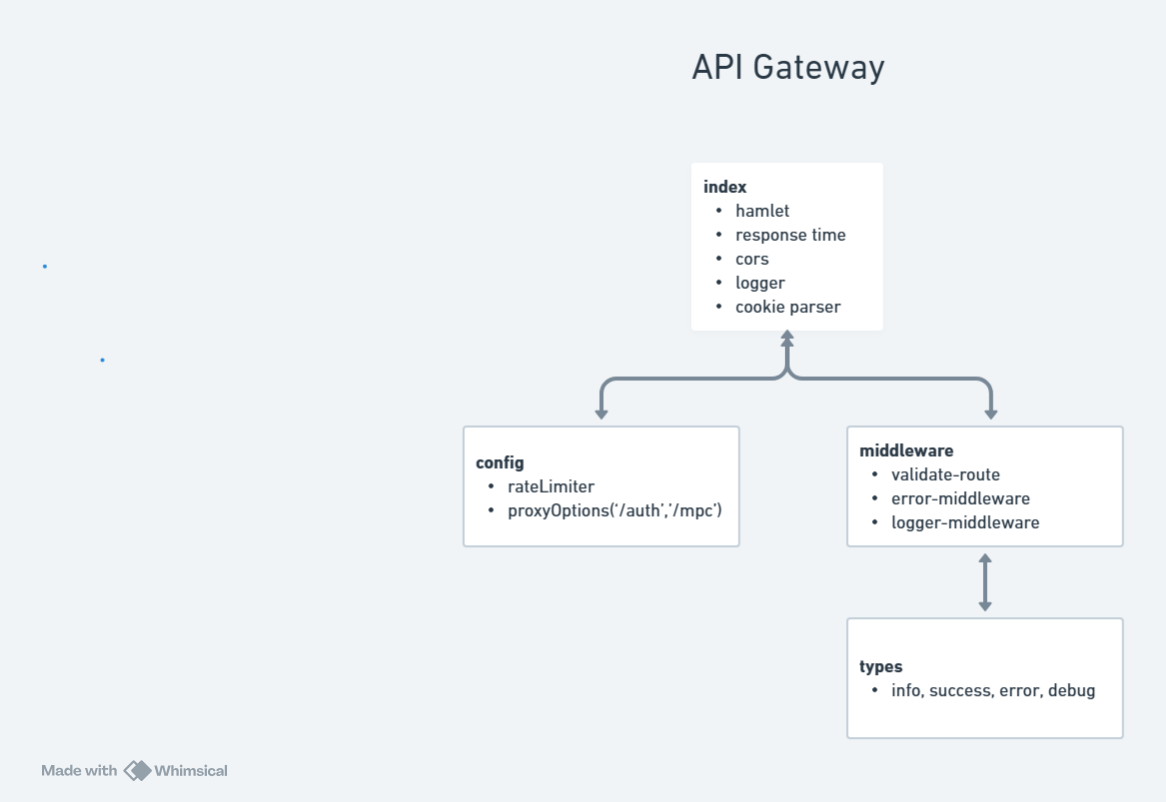 API Gateway
index
• hamlet
• response time
• cors
• logger
• cookie parser
config
• rateLimiter
• proxyOptions(‘/auth’,’/mpc’)
middleware
• validate-route
• error-middleware
• logger-middleware
types
• info, success, error, debug
Made with Whimsical